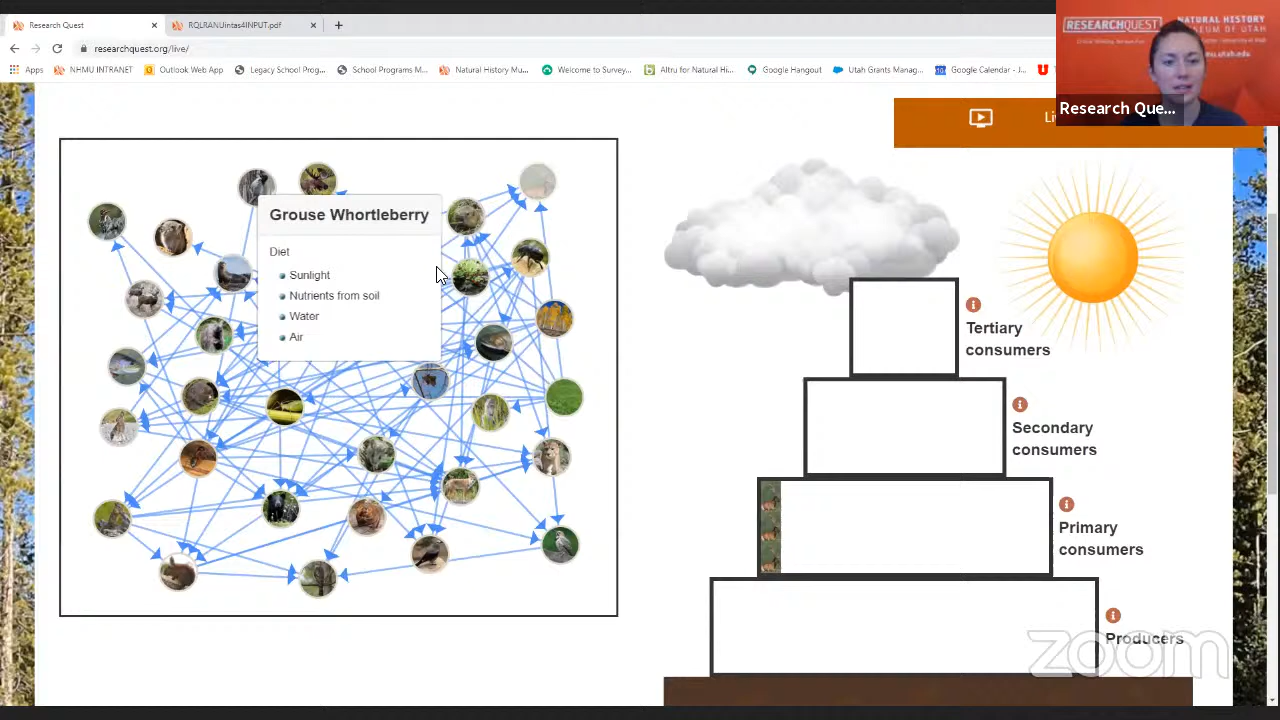 Research Quest
RQLRANUintas4INPUT.pdf
researchquest.org/live/
Apps
NHMU INTRANET
Outlook Web App
Legacy School Prog...
School Programs M...
Natural History Mu...
Welcome to Survey...
Altru for Natural Hi...
Google Hangout
Utah Grants Manag...
Google Calendar - J...
RESEARCHQUEST
NATURAL HISTORY
MUSEUM OF UTAH
Research Que...
Grouse Whortleberry
Diet
Sunlight
Nutrients from soil
Water
Air
Tertiary
consumers
Secondary
consumers
Primary
consumers
Producers
zoom